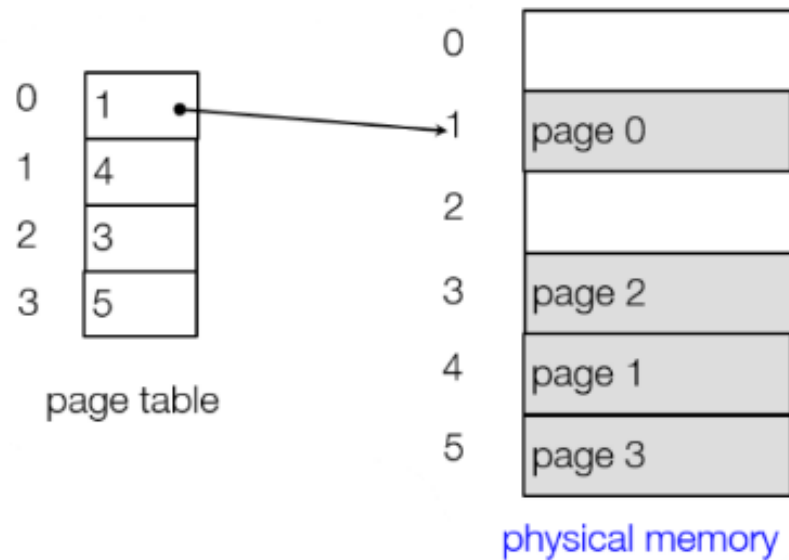 0 1
1 4
2 3
3 5
page table
0
1 page 0
2
3 page 2
4 page 1
5 page 3
physical memory